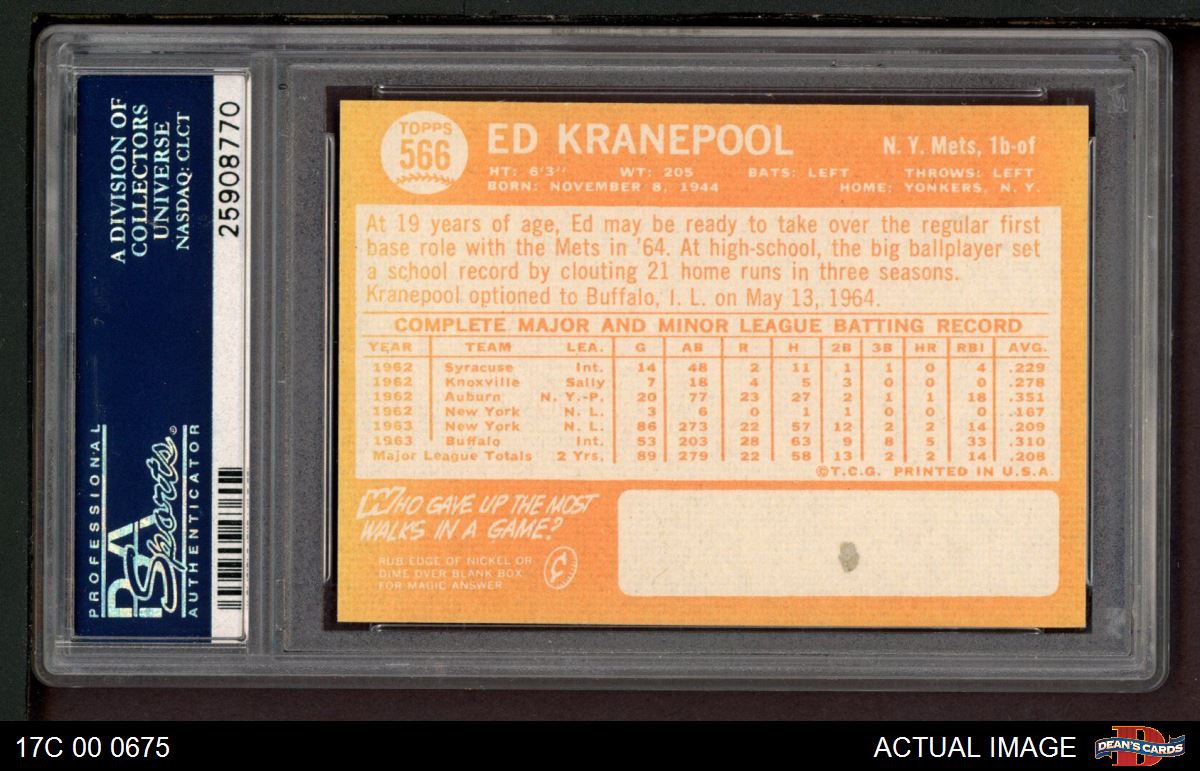 A DIVISION OF
COLLECTORS
UNIVERSE
NASDAQ: CLCT
25908770
PROFESSIONAL
PSA
Sports®
AUTHENTICATOR
TOPPS
566
ED KRANEPOOL
N. Y. Mets, 1b-of
HT: 6'3" WT: 205 BATS: LEFT THROWS: LEFT
BORN: NOVEMBER 8, 1944 HOME: YONKERS, N. Y.
At 19 years of age, Ed may be ready to take over the regular first
base role with the Mets in '64. At high-school, the big ballplayer set
a school record by clouting 21 home runs in three seasons.
Kranepool optioned to Buffalo, I. L. on May 13, 1964.
COMPLETE MAJOR AND MINOR LEAGUE BATTING RECORD
YEAR TEAM LEA. G AB R H 2B 3B HR RBI AVG.
1962 Syracuse Int. 14 48 2 11 1 1 0 4 .229
1962 Knoxville Sally 7 18 4 5 3 0 0 0 .278
1962 Auburn N. Y.-P. 20 77 23 27 2 1 1 18 .351
1962 New York N. L. 3 6 0 1 1 0 0 0 .167
1963 New York N. L. 86 273 22 57 12 2 2 14 .209
1963 Buffalo Int. 53 203 28 63 9 8 5 33 .310
Major League Totals 2 Yrs. 89 279 22 58 13 2 2 14 .208
©T.C.G. PRINTED IN U.S.A.
WHO GAVE UP THE MOST
WALKS IN A GAME?
RUB EDGE OF NICKEL OR
DIME OVER BLANK BOX
FOR MAGIC ANSWER
17C 00 0675
ACTUAL IMAGE
DEAN'S CARDS